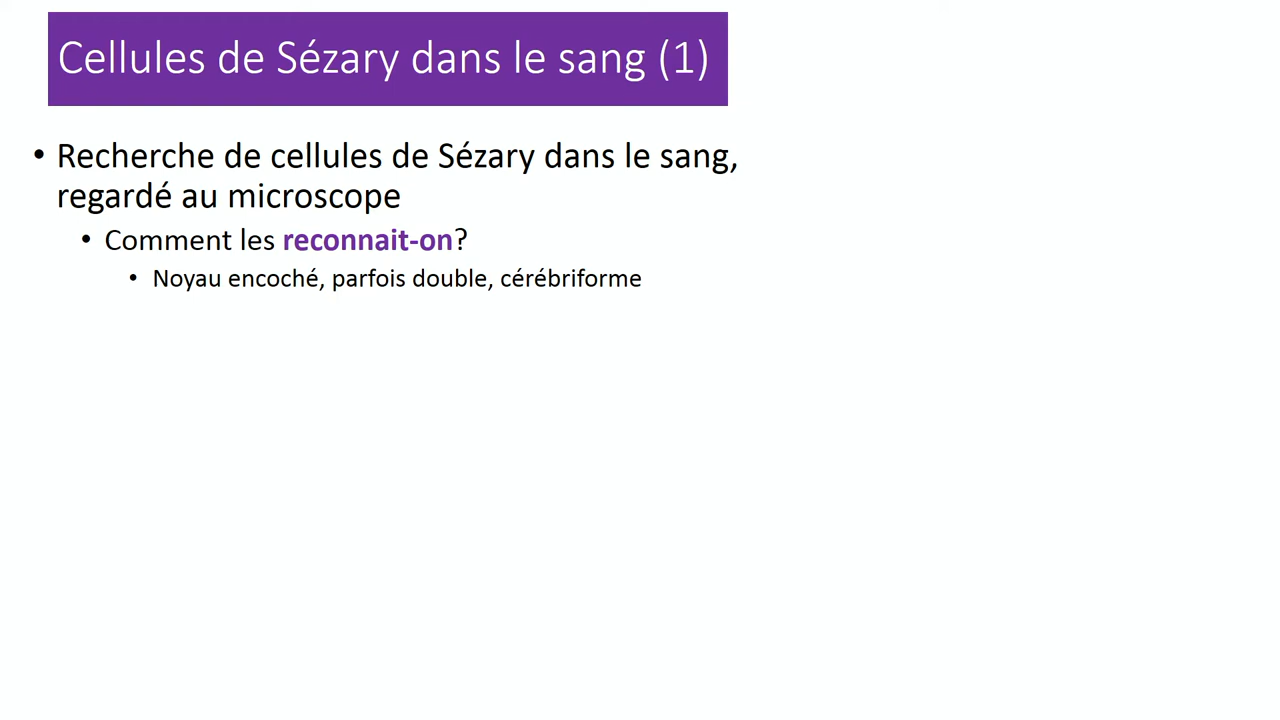 Cellules de Sézary dans le sang (1)
• Recherche de cellules de Sézary dans le sang,
regardé au microscope
• Comment les reconnait-on?
• Noyau encoché, parfois double, cérébriforme